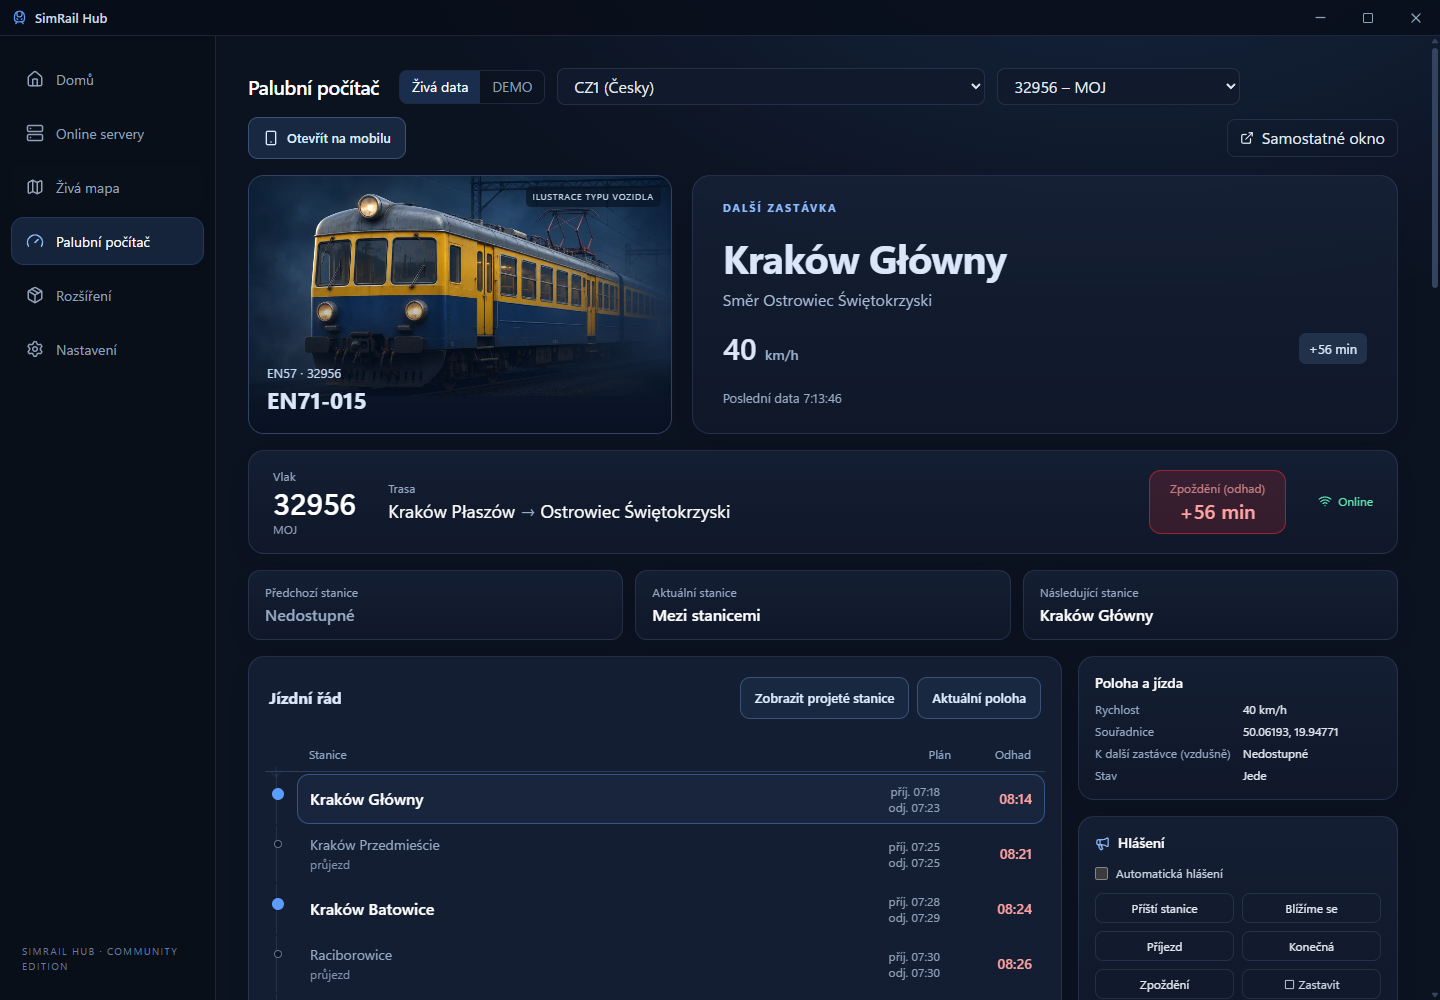 SimRail Hub
Domů
Online servery
Živá mapa
Palubní počítač
Rozšíření
Nastavení
SIMRAIL HUB · COMMUNITY
EDITION
Palubní počítač
Živá data
DEMO
CZ1 (Česky)
32956 – MOJ
Otevřít na mobilu
Samostatné okno
ILUSTRACE TYPU VOZIDLA
EN57 · 32956
EN71-015
DALŠÍ ZASTÁVKA
Kraków Główny
Směr Ostrowiec Świętokrzyski
40 km/h
+56 min
Poslední data 7:13:46
Vlak
32956
MOJ
Trasa
Kraków Płaszów → Ostrowiec Świętokrzyski
Zpoždění (odhad)
+56 min
Online
Předchozí stanice
Nedostupné
Aktuální stanice
Mezi stanicemi
Následující stanice
Kraków Główny
Jízdní řád
Zobrazit projeté stanice
Aktuální poloha
Stanice Plán Odhad
Kraków Główny
příj. 07:18
odj. 07:23
08:14
Kraków Przedmieście
průjezd
příj. 07:25
odj. 07:25
08:21
Kraków Batowice
příj. 07:28
odj. 07:29
08:24
Raciborowice
průjezd
příj. 07:30
odj. 07:30
08:26
Poloha a jízda
Rychlost 40 km/h
Souřadnice 50.06193, 19.94771
K další zastávce (vzdušně) Nedostupné
Stav Jede
Hlášení
Automatická hlášení
Příští stanice
Blížíme se
Příjezd
Konečná
Zpoždění
Zastavit